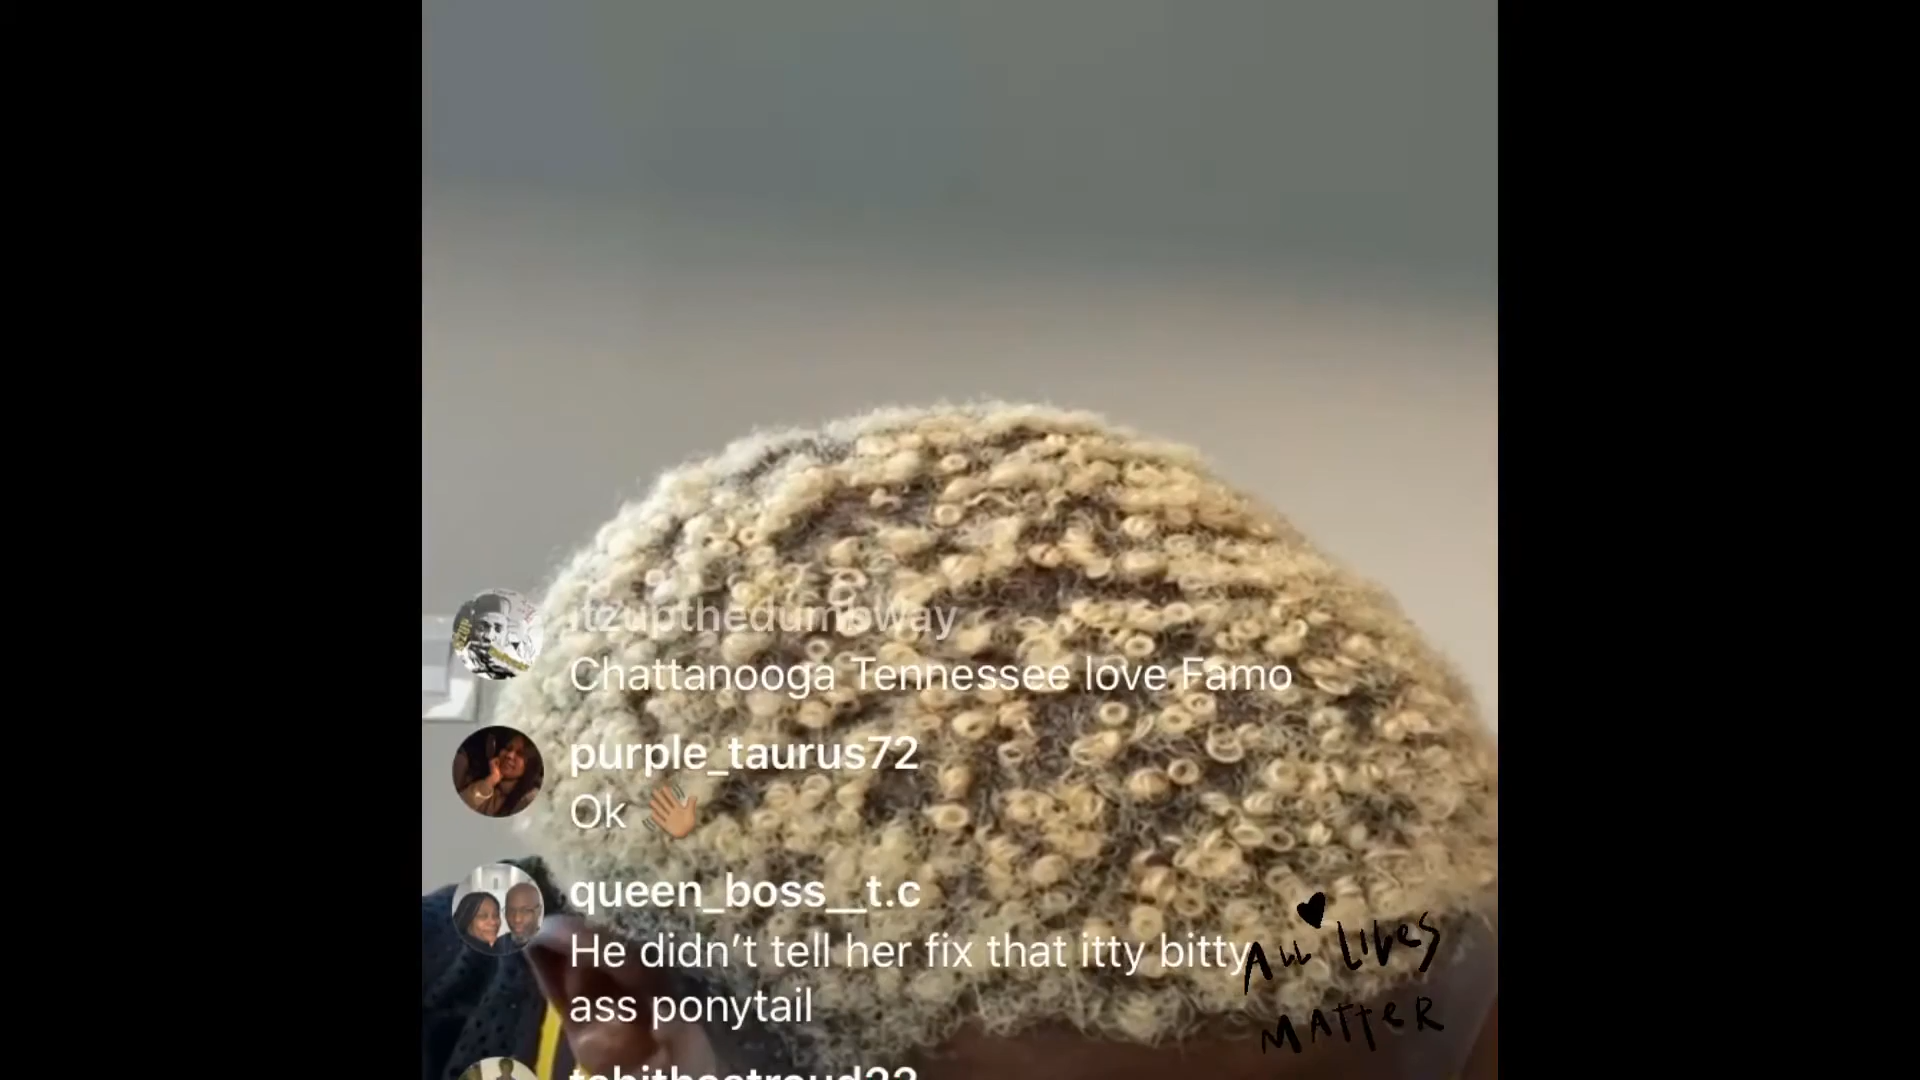 itzupthedumbway
Chattanooga Tennessee love Famo
purple_taurus72
Ok 👋🏽
queen_boss__t.c
He didn’t tell her fix that itty bitty
ass ponytail
ALL LIVES
MATTER